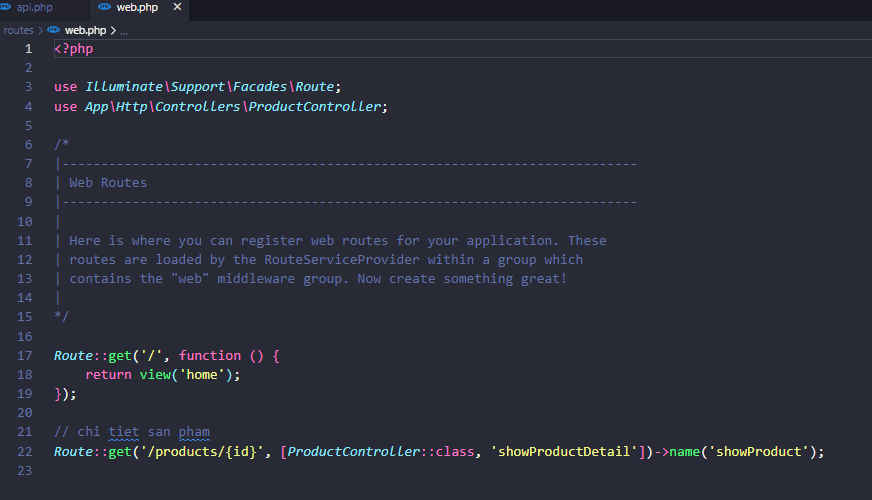 api.php web.php ✕
routes > web.php > ...
1 <?php
2
3 use Illuminate\Support\Facades\Route;
4 use App\Http\Controllers\ProductController;
5
6 /*
7 |--------------------------------------------------------------------------
8 | Web Routes
9 |--------------------------------------------------------------------------
10 |
11 | Here is where you can register web routes for your application. These
12 | routes are loaded by the RouteServiceProvider within a group which
13 | contains the "web" middleware group. Now create something great!
14 |
15 */
16
17 Route::get('/', function () {
18     return view('home');
19 });
20
21 // chi tiet san pham
22 Route::get('/products/{id}', [ProductController::class, 'showProductDetail'])->name('showProduct');
23